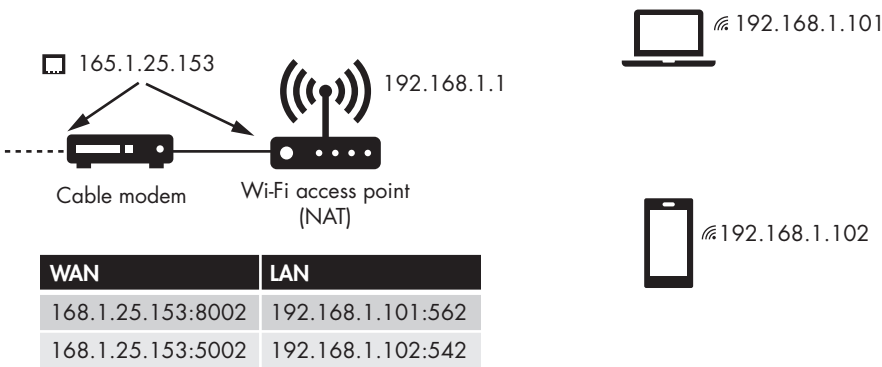 165.1.25.153
192.168.1.1
192.168.1.101
Cable modem
Wi-Fi access point
(NAT)
192.168.1.102
WAN LAN
168.1.25.153:8002 192.168.1.101:562
168.1.25.153:5002 192.168.1.102:542